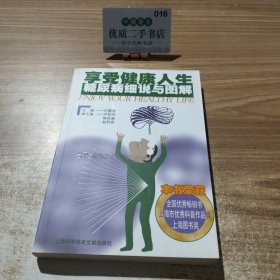 016
优质二手书店
享受健康人生
糖尿病细说与图解
ENJOY YOUR HEALTHY LIFE
本书荣获
全国优秀畅销书
上海市优秀科普作品
上海图书奖
上海科学技术文献出版社